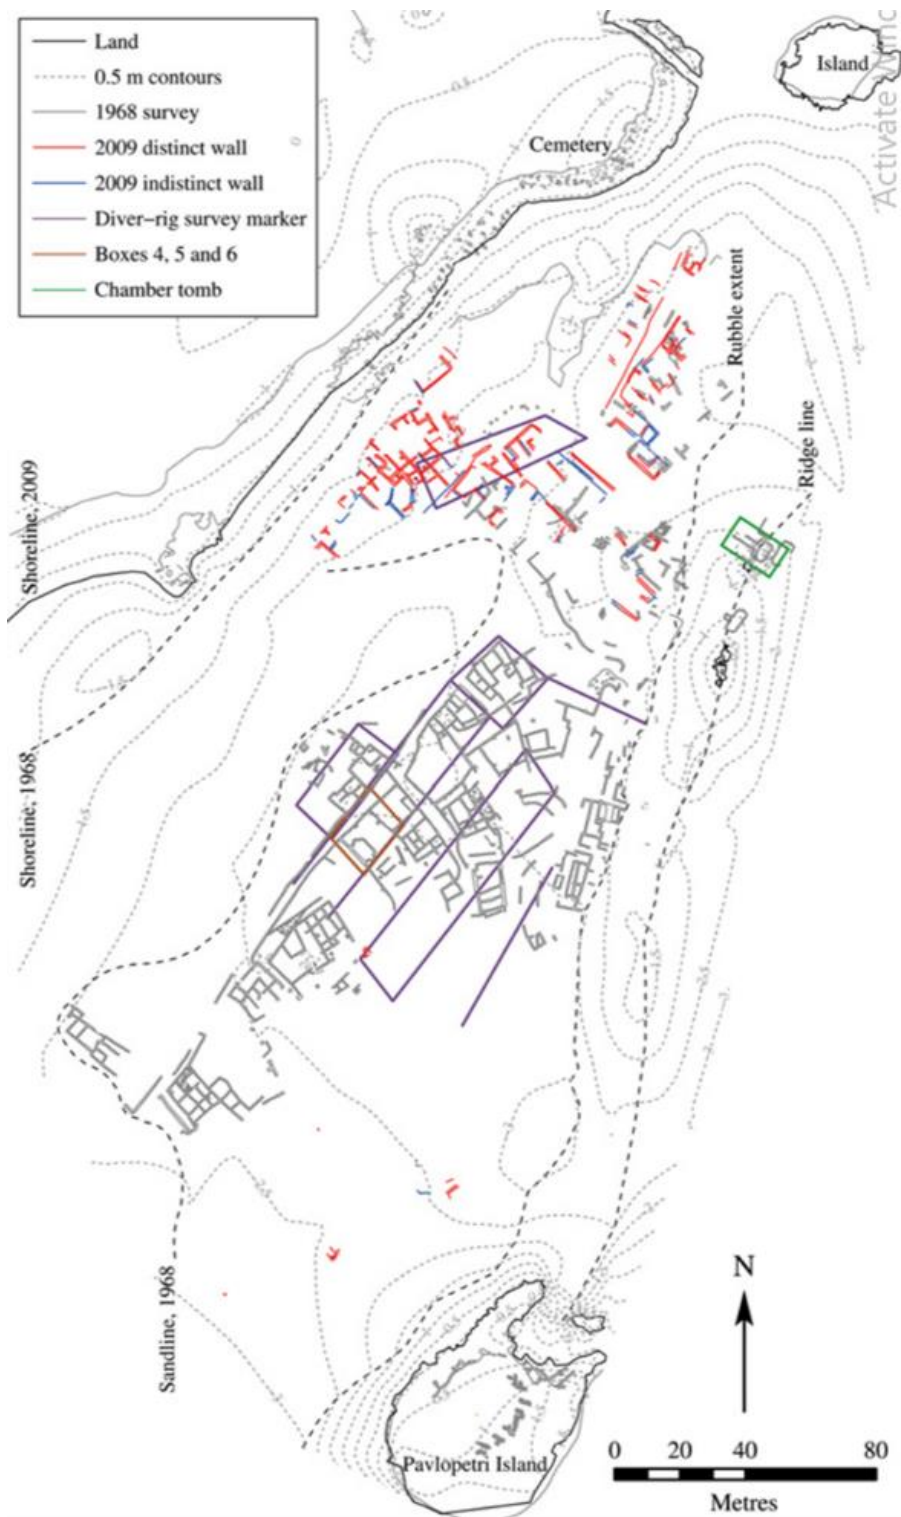 Land
0.5 m contours
1968 survey
2009 distinct wall
2009 indistinct wall
Diver-rig survey marker
Boxes 4, 5 and 6
Chamber tomb
Island
Activate Winc
Cemetery
Rubble extent
Ridge line
Shoreline, 2009
Shoreline, 1968
Sandline, 1968
N
Pavlopetri Island
0 20 40 80
Metres